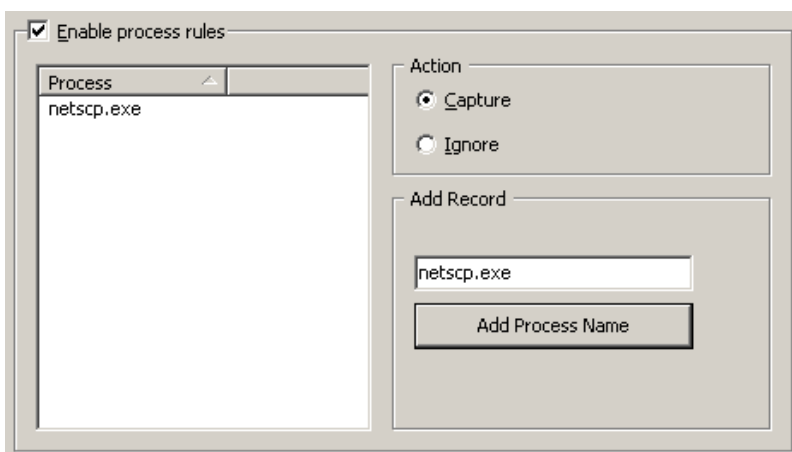 Enable process rules
Process
netscp.exe
Action
Capture
Ignore
Add Record
netscp.exe
Add Process Name